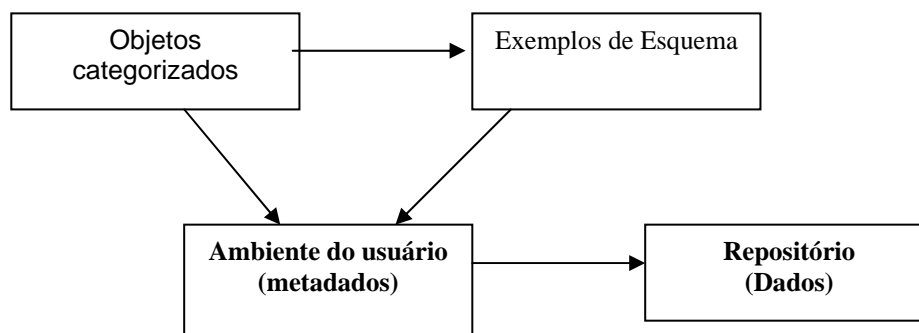 Objetos
categorizados
Exemplos de Esquema
Ambiente do usuário
(metadados)
Repositório
(Dados)